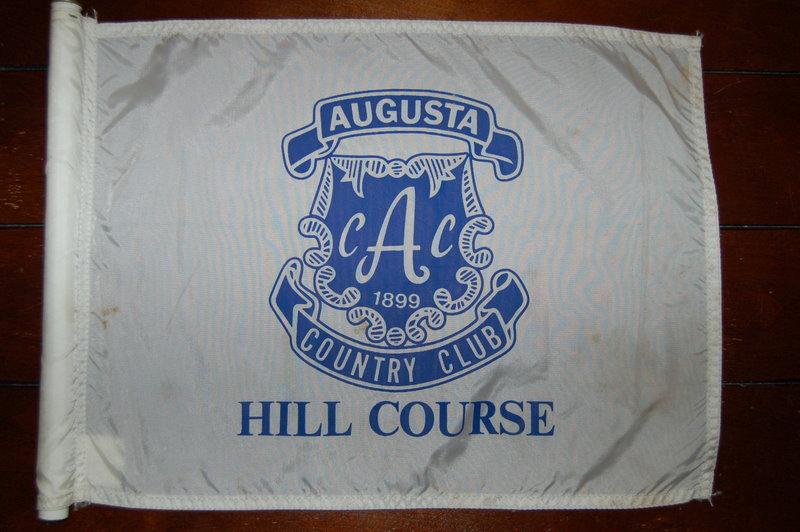 AUGUSTA
CAC
1899
COUNTRY CLUB
HILL COURSE